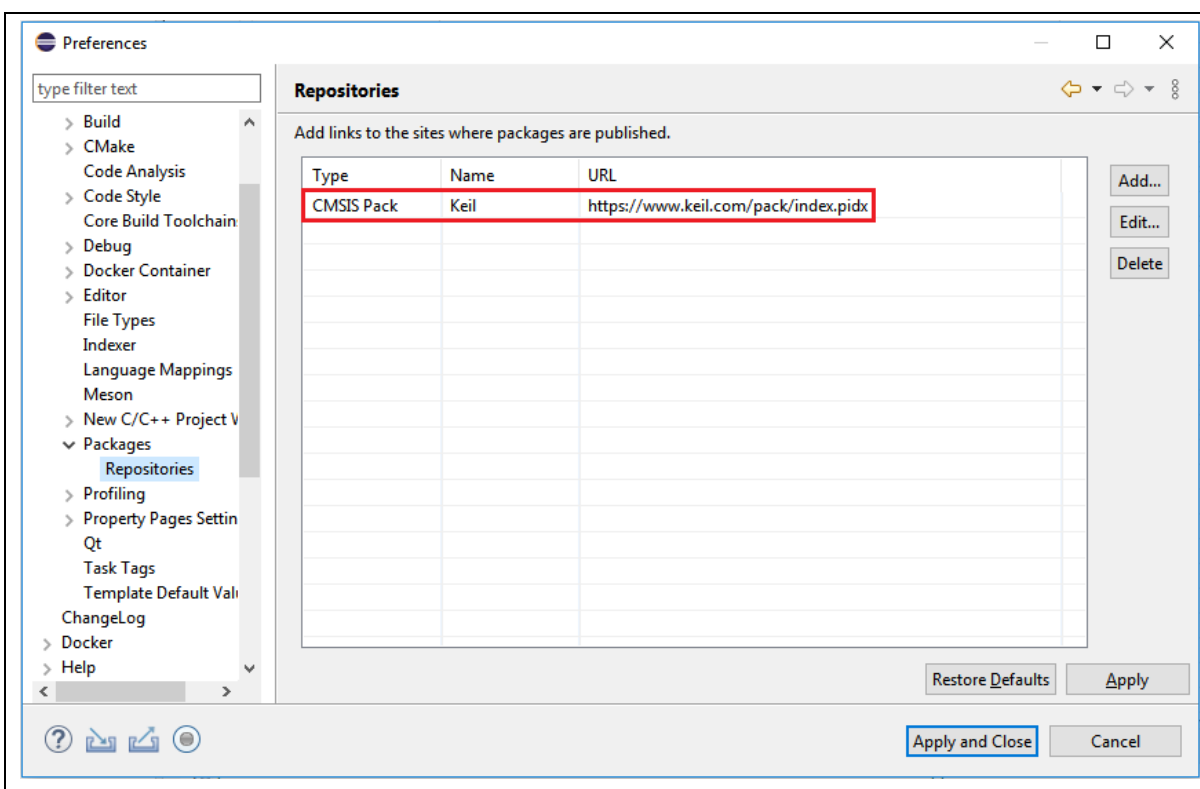 Preferences
type filter text
Build
CMake
Code Analysis
Code Style
Core Build Toolchain
Debug
Docker Container
Editor
File Types
Indexer
Language Mappings
Meson
New C/C++ Project
Packages
Repositories
Profiling
Property Pages Settin
Qt
Task Tags
Template Default Val
ChangeLog
Docker
Help
Repositories
Add links to the sites where packages are published.
Type Name URL
CMSIS Pack Keil https://www.keil.com/pack/index.pidx
Add...
Edit...
Delete
Restore Defaults Apply
Apply and Close Cancel